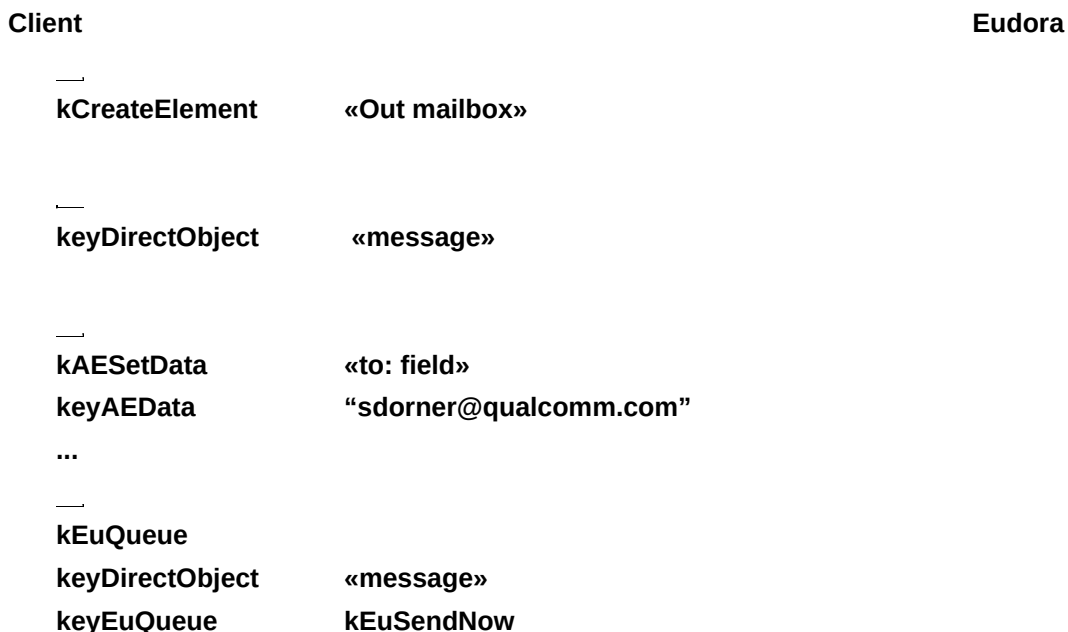 Client Eudora
kCreateElement «Out mailbox»
keyDirectObject «message»
kAESetData «to: field»
keyAEData “sdorner@qualcomm.com”
...
kEuQueue
keyDirectObject «message»
keyEuQueue kEuSendNow